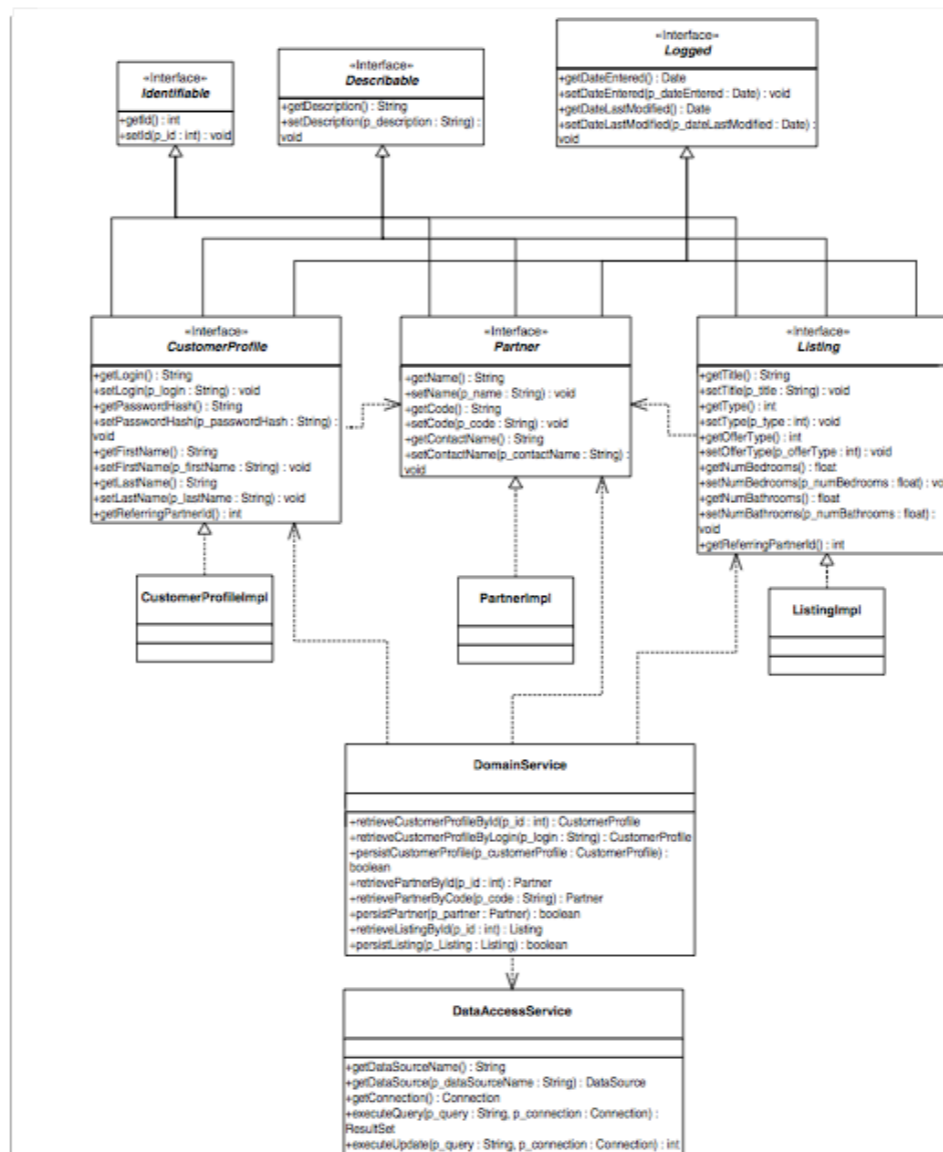 «Interface»
Identifiable
+getId() : int
+setId(p_id : int) : void
«Interface»
Describable
+getDescription() : String
+setDescription(p_description : String) :
void
«Interface»
Logged
+getDateEntered() : Date
+setDateEntered(p_dateEntered : Date) : void
+getDateLastModified() : Date
+setDateLastModified(p_dateLastModified : Date) :
void
«Interface»
CustomerProfile
+getLogin() : String
+setLogin(p_login : String) : void
+getPasswordHash() : String
+setPasswordHash(p_passwordHash : String) :
void
+getFirstName() : String
+setFirstName(p_firstName : String) : void
+getLastName() : String
+setLastName(p_lastName : String) : void
+getReferringPartnerId() : int
«Interface»
Partner
+getName() : String
+setName(p_name : String) : void
+getCode() : String
+setCode(p_code : String) : void
+getContactName() : String
+setContactName(p_contactName : String) :
void
«Interface»
Listing
+getTitle() : String
+setTitle(p_title : String) : void
+getType() : int
+setType(p_type : int) : void
+getOfferType() : int
+setOfferType(p_offerType : int) : void
+getNumBedrooms() : float
+setNumBedrooms(p_numBedrooms : float) : vo
+getNumBathrooms() : float
+setNumBathrooms(p_numBathrooms : float) :
void
+getReferringPartnerId() : int
CustomerProfileImpl
PartnerImpl
ListingImpl
DomainService
+retrieveCustomerProfileById(p_id : int) : CustomerProfile
+retrieveCustomerProfileByLogin(p_login : String) : CustomerProfile
+persistCustomerProfile(p_customerProfile : CustomerProfile) :
boolean
+retrievePartnerById(p_id : int) : Partner
+retrievePartnerByCode(p_code : String) : Partner
+persistPartner(p_partner : Partner) : boolean
+retrieveListingById(p_id : int) : Listing
+persistListing(p_Listing : Listing) : boolean
DataAccessService
+getDataSourceName() : String
+getDataSource(p_dataSourceName : String) : DataSource
+getConnection() : Connection
+executeQuery(p_query : String, p_connection : Connection) :
ResultSet
+executeUpdate(p_query : String, p_connection : Connection) : int